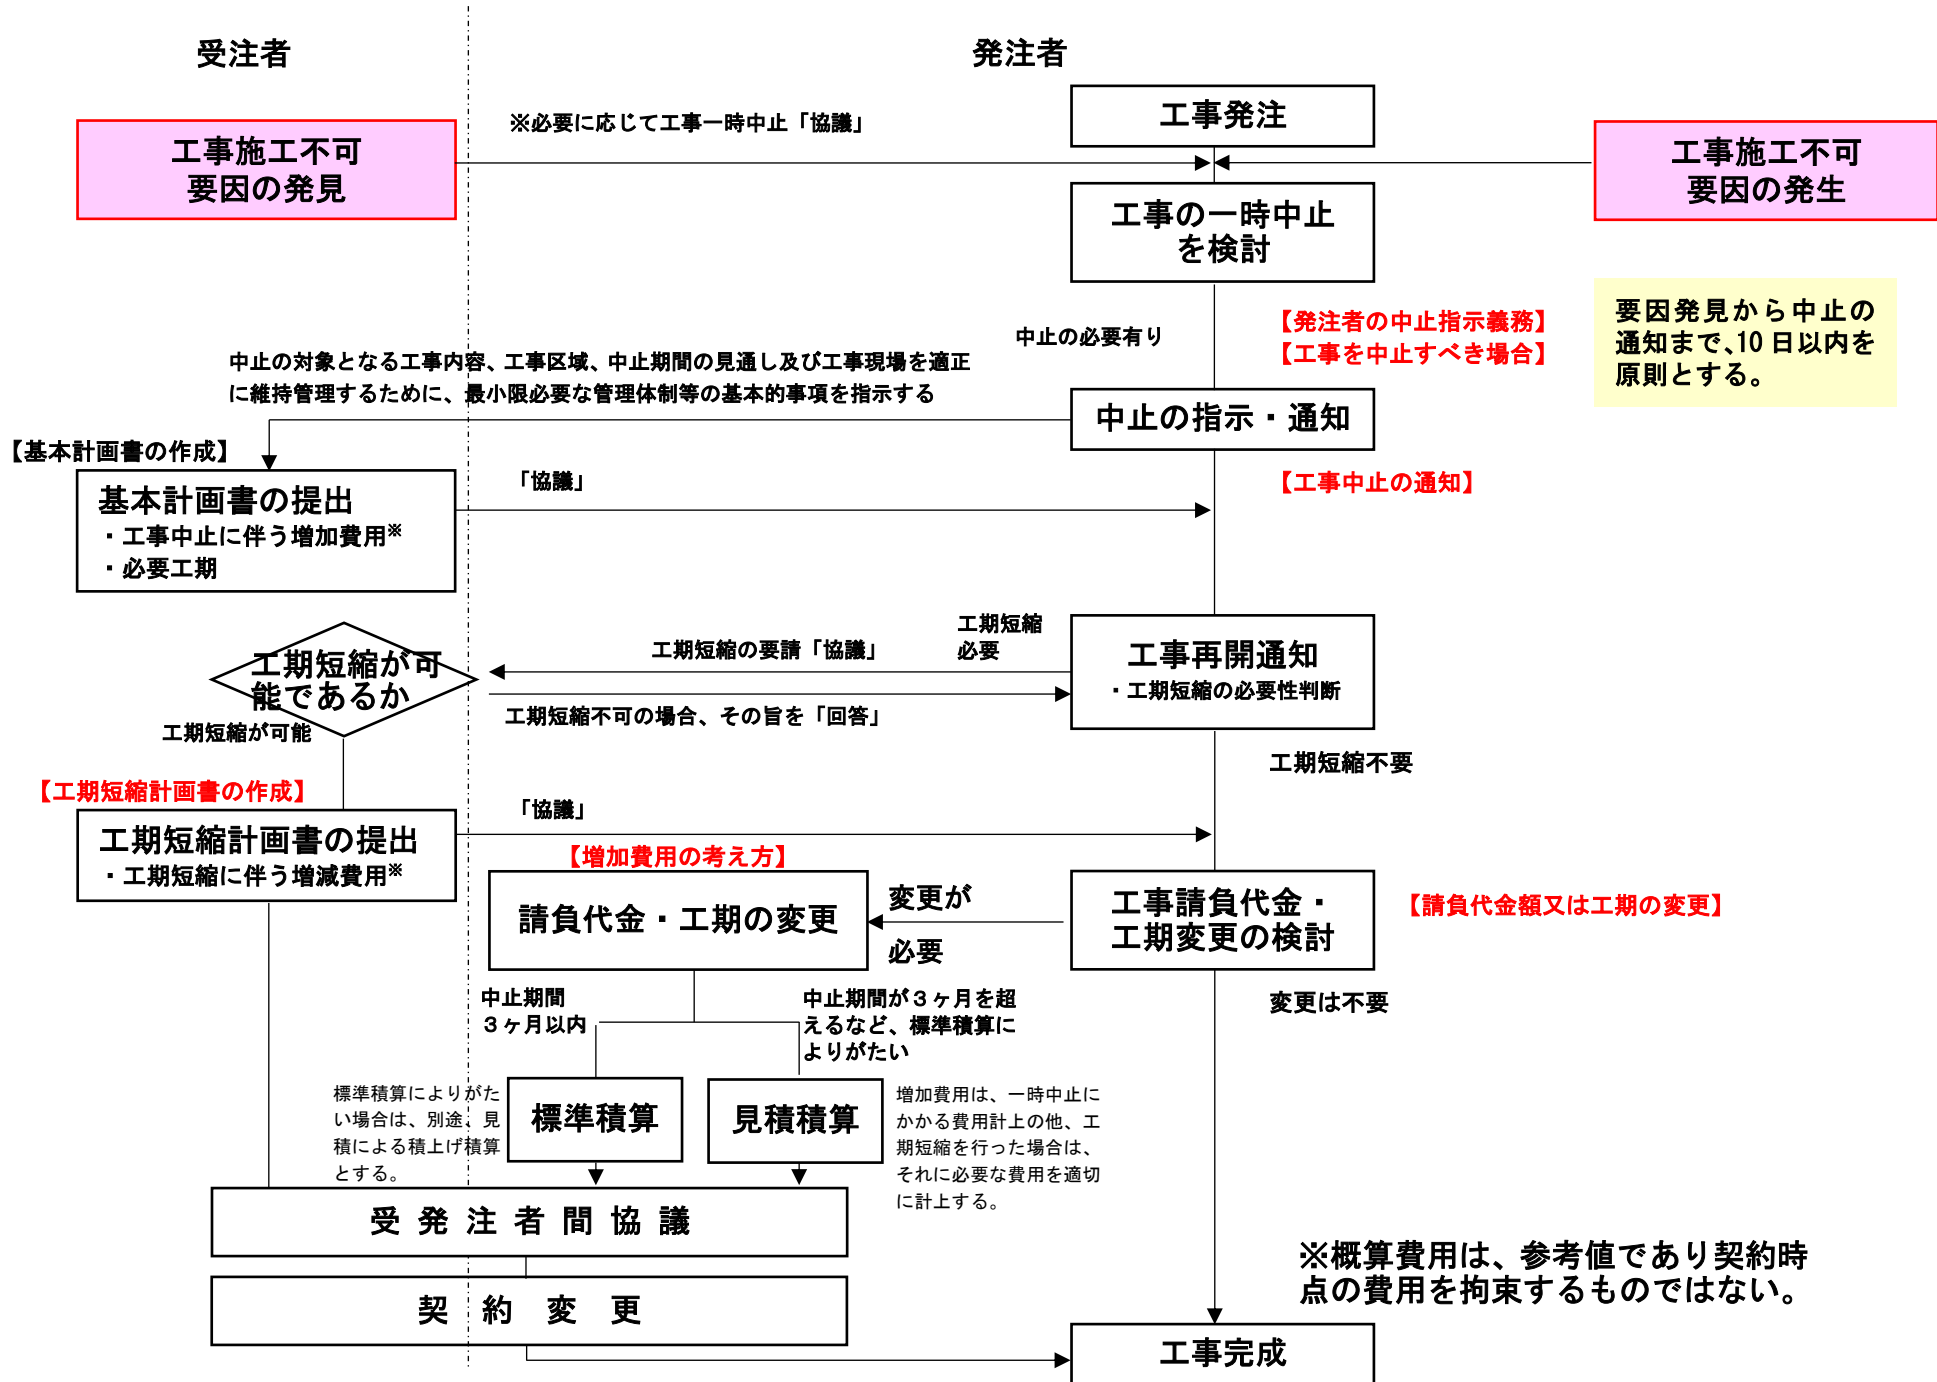 受注者
発注者
工事発注
※必要に応じて工事一時中止「協議」
工事施工不可
要因の発見
工事施工不可
要因の発生
工事の一時中止
を検討
要因発見から中止の
通知まで、10日以内を
原則とする。
中止の必要有り
【発注者の中止指示義務】
【工事を中止すべき場合】
中止の対象となる工事内容、工事区域、中止期間の見通し及び工事現場を適正
に維持管理するために、最小限必要な管理体制等の基本的事項を指示する
中止の指示・通知
【基本計画書の作成】
基本計画書の提出
・工事中止に伴う増加費用※
・必要工期
「協議」
【工事中止の通知】
工期短縮
必要
工期短縮の要請「協議」
工事再開通知
・工期短縮の必要性判断
工期短縮が可
能であるか
工期短縮不可の場合、その旨を「回答」
工期短縮が可能
工期短縮不要
【工期短縮計画書の作成】
工期短縮計画書の提出
・工期短縮に伴う増減費用※
「協議」
【増加費用の考え方】
請負代金・工期の変更
変更が
必要
工事請負代金・
工期変更の検討
【請負代金額又は工期の変更】
中止期間
3ヶ月以内
中止期間が3ヶ月を超
えるなど、標準積算に
よりがたい
変更は不要
標準積算によりがた
い場合は、別途、見
積による積上げ積算
とする。
標準積算
見積積算
増加費用は、一時中止に
かかる費用計上の他、工
期短縮を行った場合は、
それに必要な費用を適切
に計上する。
受発注者間協議
契約変更
※概算費用は、参考値であり契約時
点の費用を拘束するものではない。
工事完成